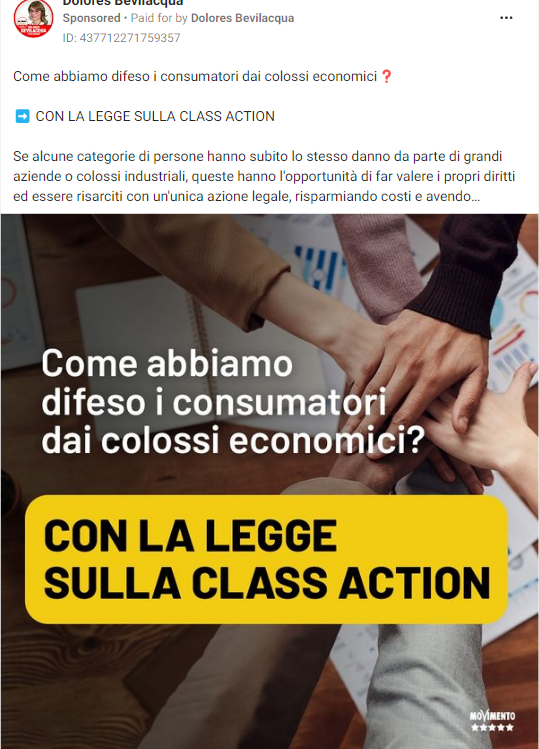 Dolores Bevilacqua
Sponsored • Paid for by Dolores Bevilacqua
ID: 437712271759357
Come abbiamo difeso i consumatori dai colossi economici❓
➡️ CON LA LEGGE SULLA CLASS ACTION
Se alcune categorie di persone hanno subito lo stesso danno da parte di grandi
aziende o colossi industriali, queste hanno l'opportunità di far valere i propri diritti
ed essere risarciti con un'unica azione legale, risparmiando costi e avendo...
Come abbiamo
difeso i consumatori
dai colossi economici?
CON LA LEGGE
SULLA CLASS ACTION
MOVIMENTO